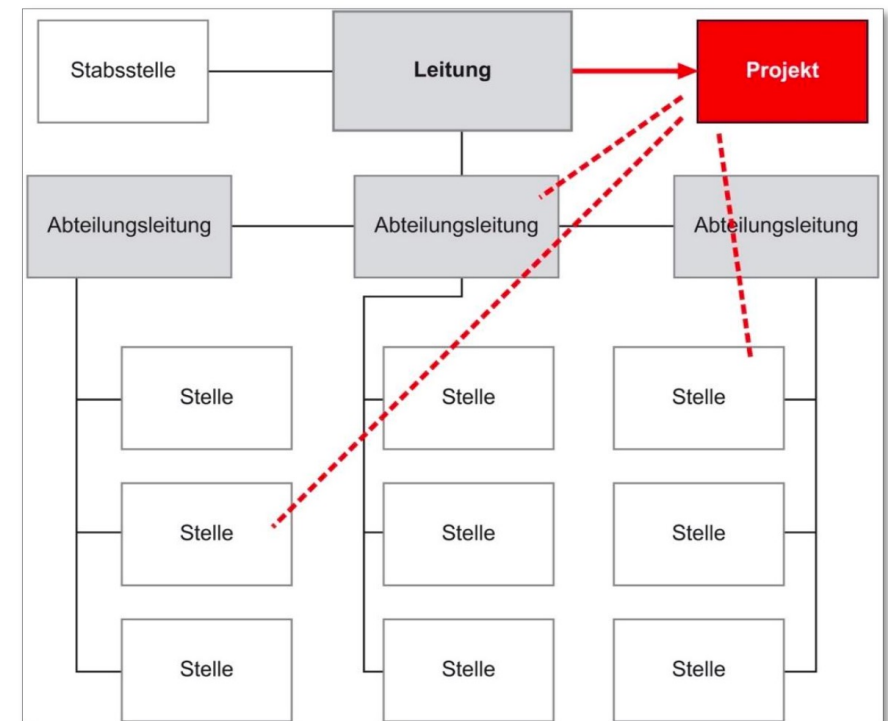 Stabsstelle
Leitung
Projekt
Abteilungsleitung
Abteilungsleitung
Abteilungsleitung
Stelle
Stelle
Stelle
Stelle
Stelle
Stelle
Stelle
Stelle
Stelle